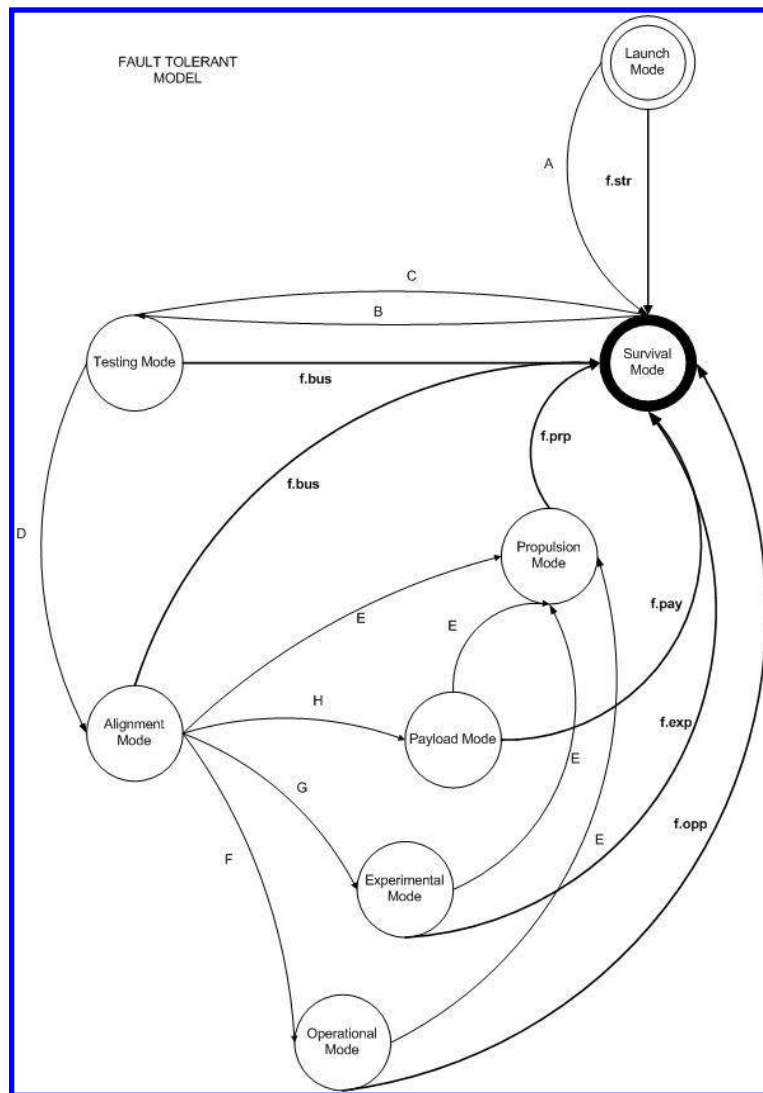 FAULT TOLERANT
MODEL
Launch
Mode
A
f.str
C
B
Testing Mode
Survival
Mode
f.bus
f.prp
f.bus
D
Propulsion
Mode
E
E
f.pay
H
Alignment
Mode
Payload Mode
f.exp
E
G
f.opp
E
F
Experimental
Mode
Operational
Mode